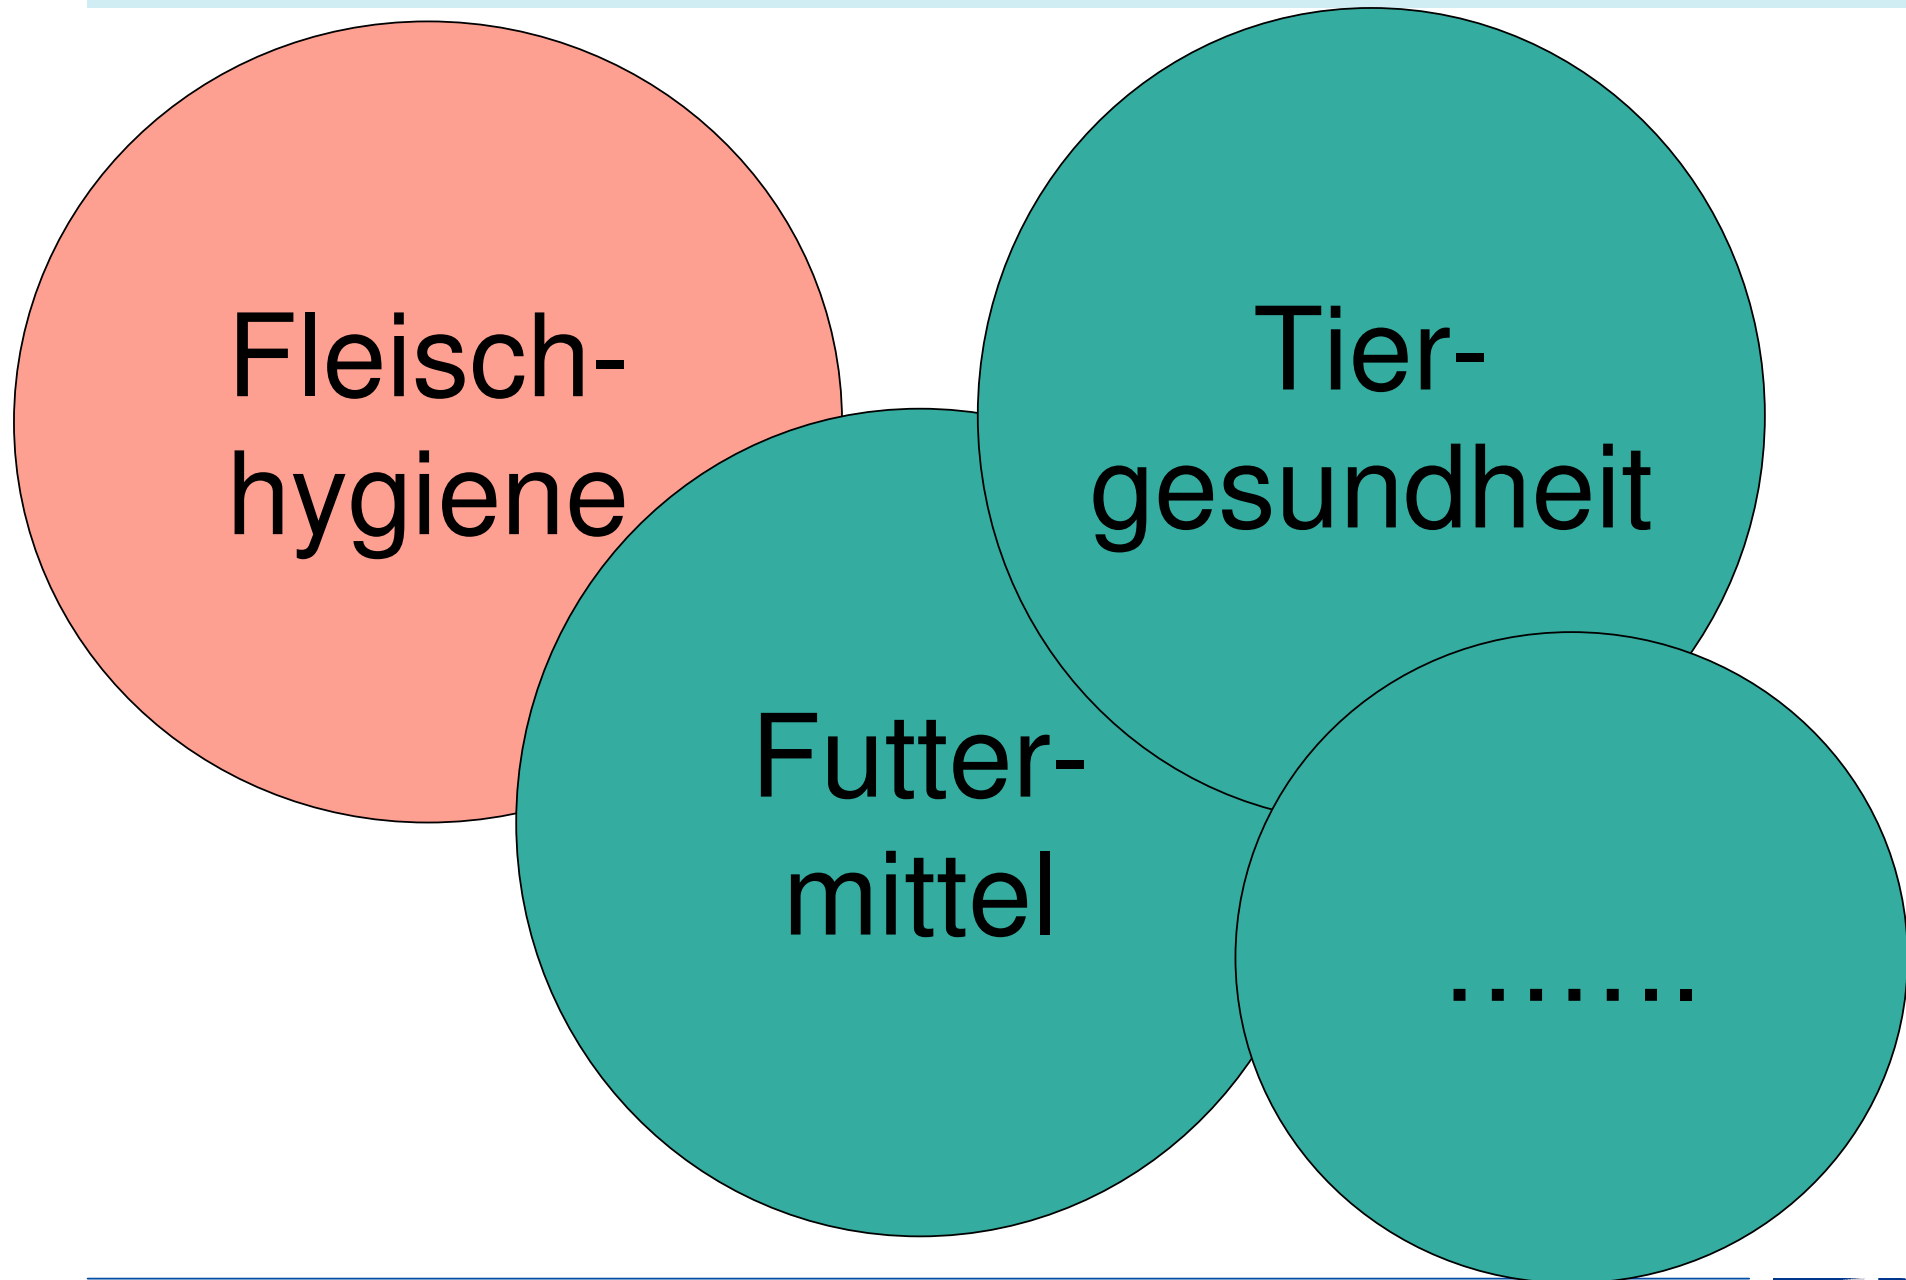 Fleisch-
hygiene
Tier-
gesundheit
Futter-
mittel
.......